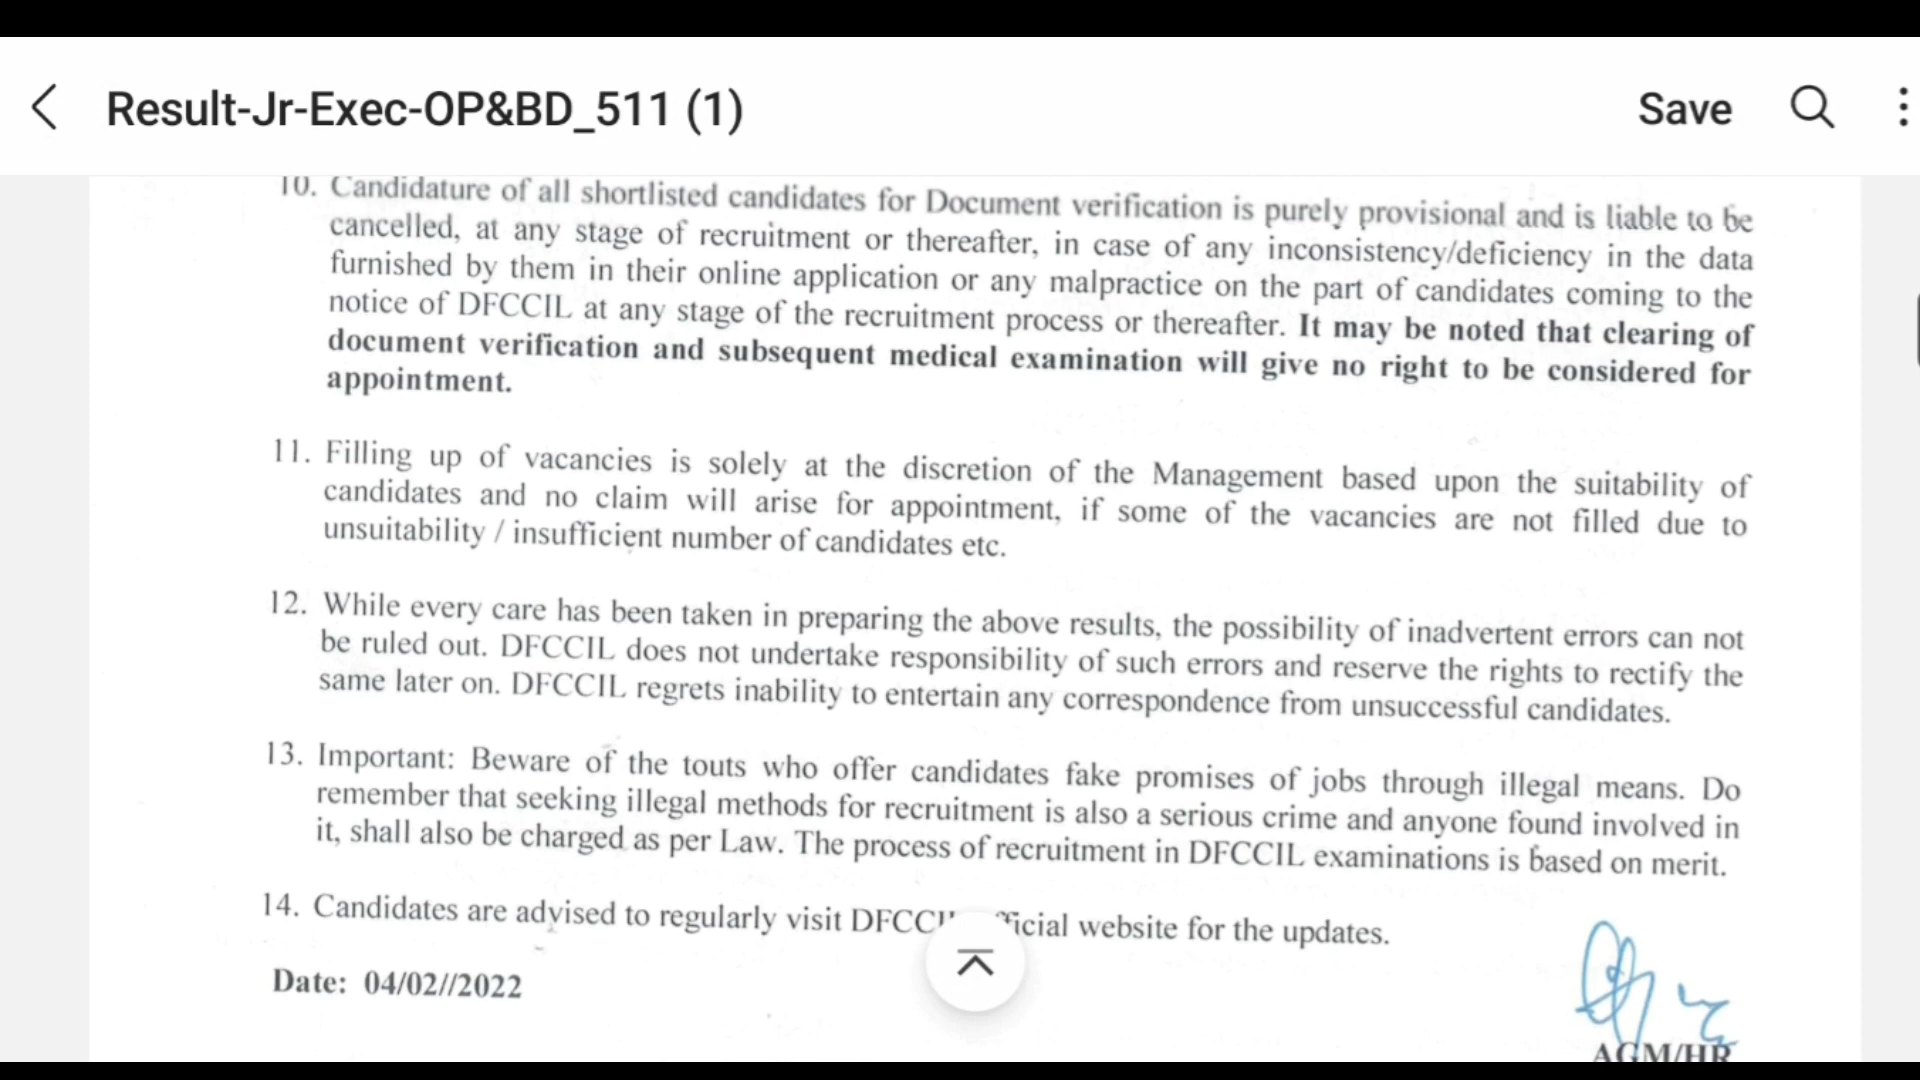 Result-Jr-Exec-OP&BD_511 (1)
Save
10. Candidature of all shortlisted candidates for Document verification is purely provisional and is liable to be
cancelled, at any stage of recruitment or thereafter, in case of any inconsistency/deficiency in the data
furnished by them in their online application or any malpractice on the part of candidates coming to the
notice of DFCCIL at any stage of the recruitment process or thereafter. It may be noted that clearing of
document verification and subsequent medical examination will give no right to be considered for
appointment.
11. Filling up of vacancies is solely at the discretion of the Management based upon the suitability of
candidates and no claim will arise for appointment, if some of the vacancies are not filled due to
unsuitability / insufficient number of candidates etc.
12. While every care has been taken in preparing the above results, the possibility of inadvertent errors can not
be ruled out. DFCCIL does not undertake responsibility of such errors and reserve the rights to rectify the
same later on. DFCCIL regrets inability to entertain any correspondence from unsuccessful candidates.
13. Important: Beware of the touts who offer candidates fake promises of jobs through illegal means. Do
remember that seeking illegal methods for recruitment is also a serious crime and anyone found involved in
it, shall also be charged as per Law. The process of recruitment in DFCCIL examinations is based on merit.
14. Candidates are advised to regularly visit website for the updates.
Date: 04/02//2022
AGM/HR